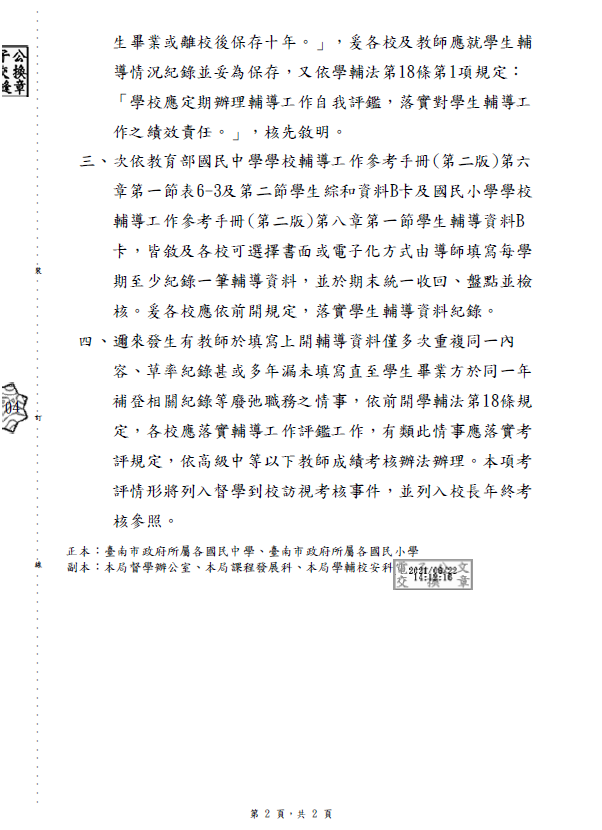 生畢業或離校後保存十年。」，爰各校及教師應就學生輔
導情況紀錄並妥為保存，又依學輔法第18條第1項規定：
「學校應定期辦理輔導工作自我評鑑，落實對學生輔導工
作之績效責任。」，核先敘明。
三、次依教育部國民中學學校輔導工作參考手冊(第二版)第六
章第一節表6-3及第二節學生綜和資料B卡及國民小學學校
輔導工作參考手冊(第二版)第八章第一節學生輔導資料B
卡，皆敘及各校可選擇書面或電子化方式由導師填寫每學
期至少紀錄一筆輔導資料，並於期末統一收回、盤點並檢
核。爰各校應依前開規定，落實學生輔導資料紀錄。
四、邇來發生有教師於填寫上開輔導資料僅多次重複同一內
容、草率紀錄甚或多年漏未填寫直至學生畢業方於同一年
補登相關紀錄等廢弛職務之情事，依前開學輔法第18條規
定，各校應落實輔導工作評鑑工作，有類此情事應落實考
評規定，依高級中等以下教師成績考核辦法辦理。本項考
評情形將列入督學到校訪視考核事件，並列入校長年終考
核參照。
正本：臺南市政府所屬各國民中學、臺南市政府所屬各國民小學
副本：本局督學辦公室、本局課程發展科、本局學輔校安科
電子公文
2021/09/22
14:12:16
交換章
公換章
裝
04
訂
線
第 2 頁，共 2 頁